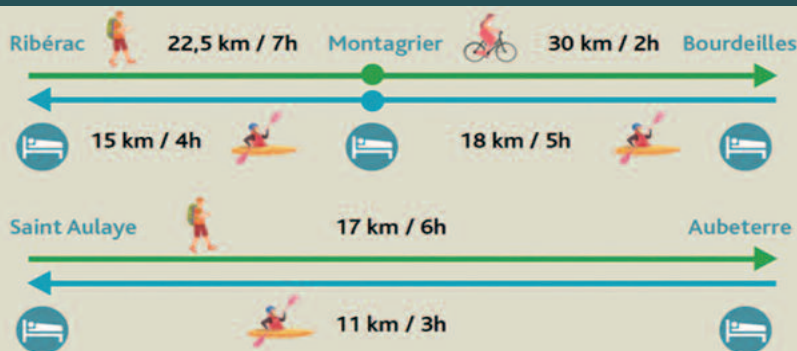 Ribérac 22,5 km / 7h Montagrier 30 km / 2h Bourdeilles
15 km / 4h 18 km / 5h
Saint Aulaye 17 km / 6h Aubeterre
11 km / 3h